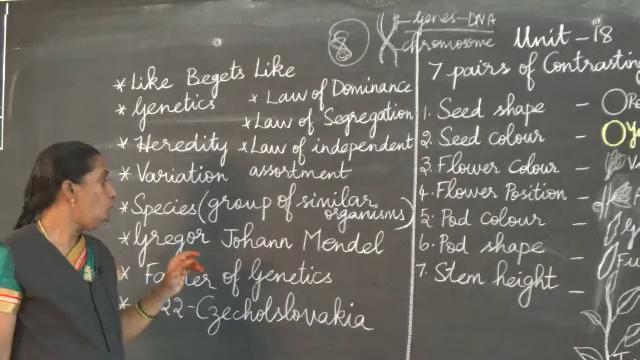 8
Genes-DNA
chromosome
Unit - 18
* Like Begets Like
* Genetics
* Heredity
* Variation
* Law of Dominance
* Law of Segregation
* Law of independent
assortment
* Species (group of similar
organisms)
* Gregor Johann Mendel
* Father of Genetics
* 22-Czecholslovakia
7 pairs of Contrastin
1. Seed shape -
2. Seed colour -
3. Flower Colour -
4. Flower Position -
5. Pod colour -
6. Pod shape -
7. Stem height -